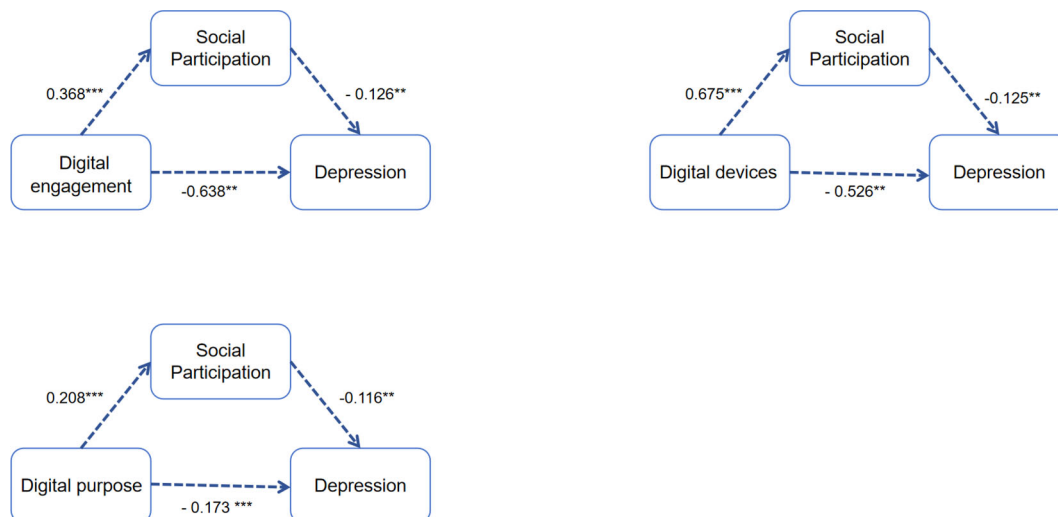 Social
Participation
0.368***
- 0.126**
Digital
engagement
-0.638**
Depression
Social
Participation
0.675***
-0.125**
Digital devices
- 0.526**
Depression
Social
Participation
0.208***
-0.116**
Digital purpose
- 0.173 ***
Depression